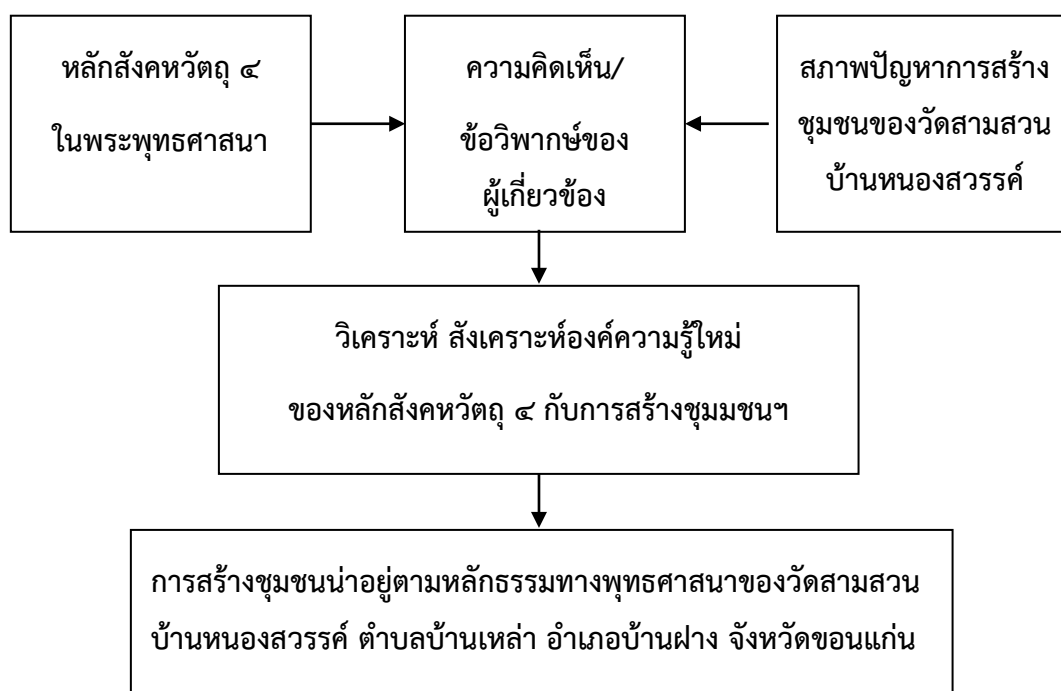 หลักสังคหวัตถุ ๔
ในพระพุทธศาสนา
ความคิดเห็น/
ข้อวิพากษ์ของ
ผู้เกี่ยวข้อง
สภาพปัญหาการสร้าง
ชุมชนของวัดสามสวน
บ้านหนองสวรรค์
วิเคราะห์ สังเคราะห์องค์ความรู้ใหม่
ของหลักสังคหวัตถุ ๔ กับการสร้างชุมมชนฯ
การสร้างชุมชนน่าอยู่ตามหลักธรรมทางพุทธศาสนาของวัดสามสวน
บ้านหนองสวรรค์ ตำบลบ้านเหล่า อำเภอบ้านฝาง จังหวัดขอนแก่น